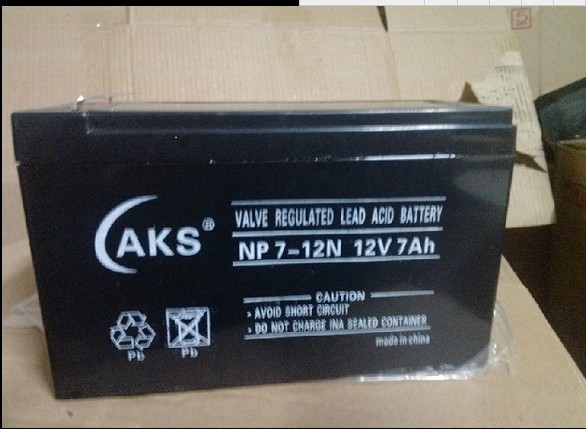 AKS®
VALVE REGULATED LEAD ACID BATTERY
NP 7-12N 12V 7Ah
CAUTION
› AVOID SHORT CIRCUIT
› DO NOT CHARGE INA SEALED CONTAINER
made in china
Pb
Pb